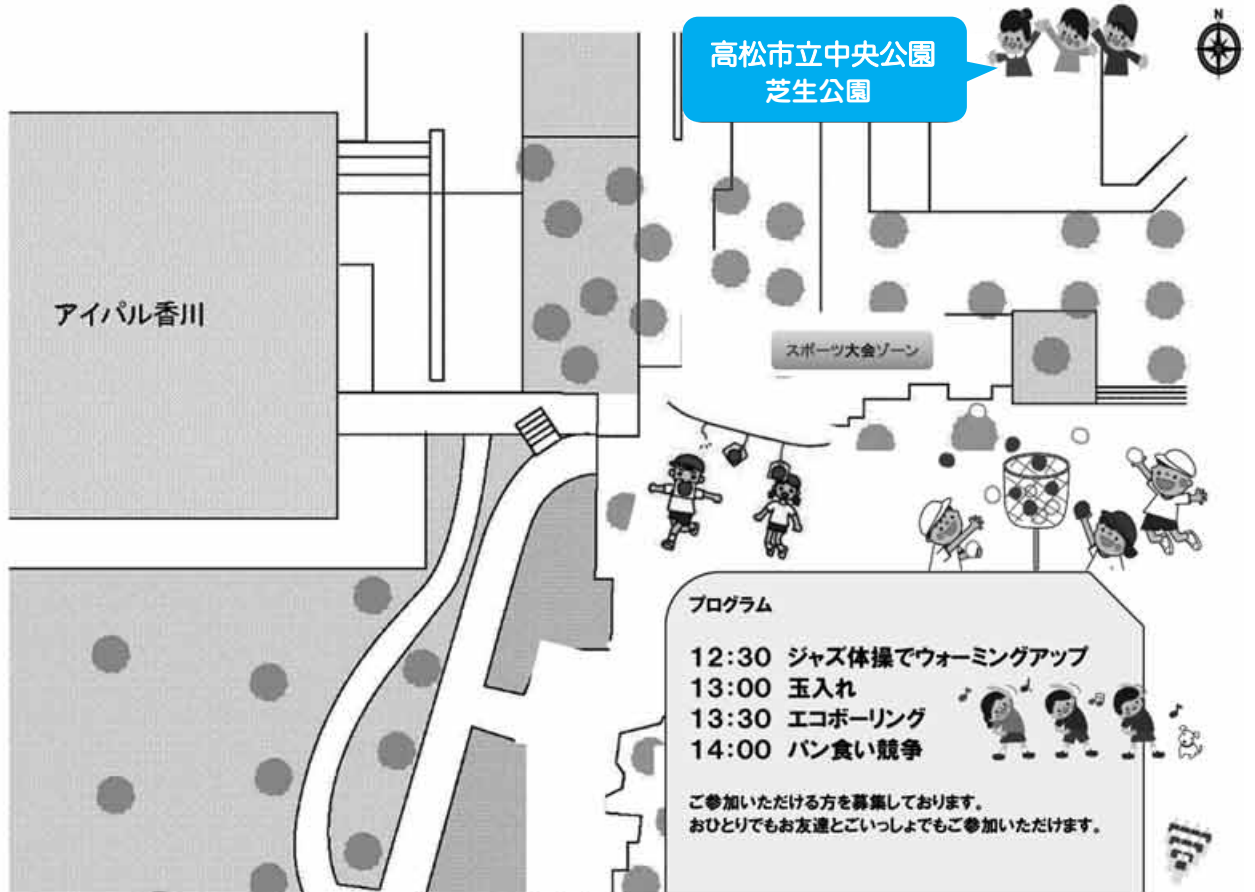 高松市立中央公園
芝生公園
N
アイパル香川
スポーツ大会ゾーン
プログラム
12:30 ジャズ体操でウォーミングアップ
13:00 玉入れ
13:30 エコボーリング
14:00 パン食い競争
ご参加いただける方を募集しております。
おひとりでもお友達とごいっしょでもご参加いただけます。